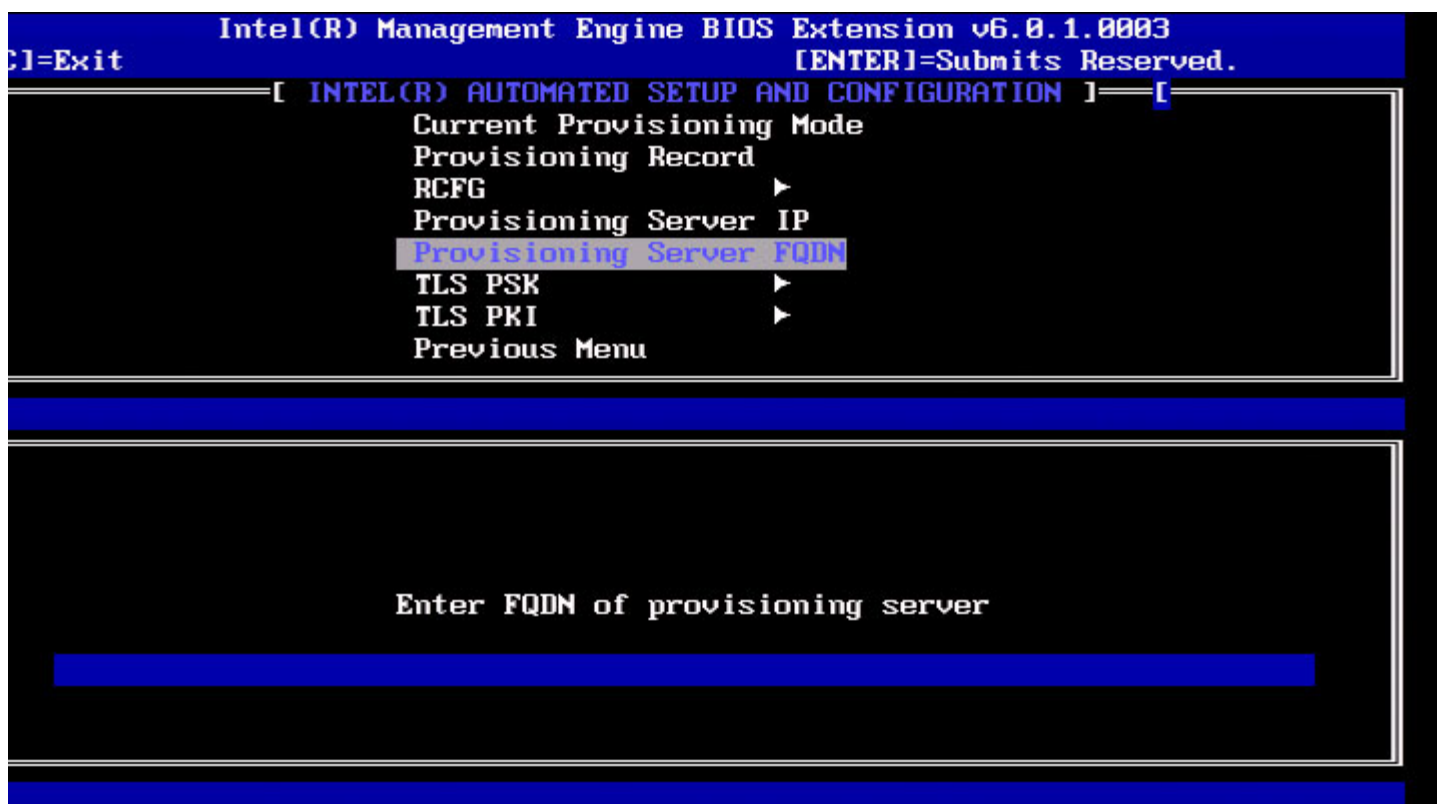 Intel(R) Management Engine BIOS Extension v6.0.1.0003
C]=Exit [ENTER]=Submits Reserved.
[ INTEL(R) AUTOMATED SETUP AND CONFIGURATION ] [
Current Provisioning Mode
Provisioning Record
RCFG ►
Provisioning Server IP
Provisioning Server FQDN
TLS PSK ►
TLS PKI ►
Previous Menu
Enter FQDN of provisioning server